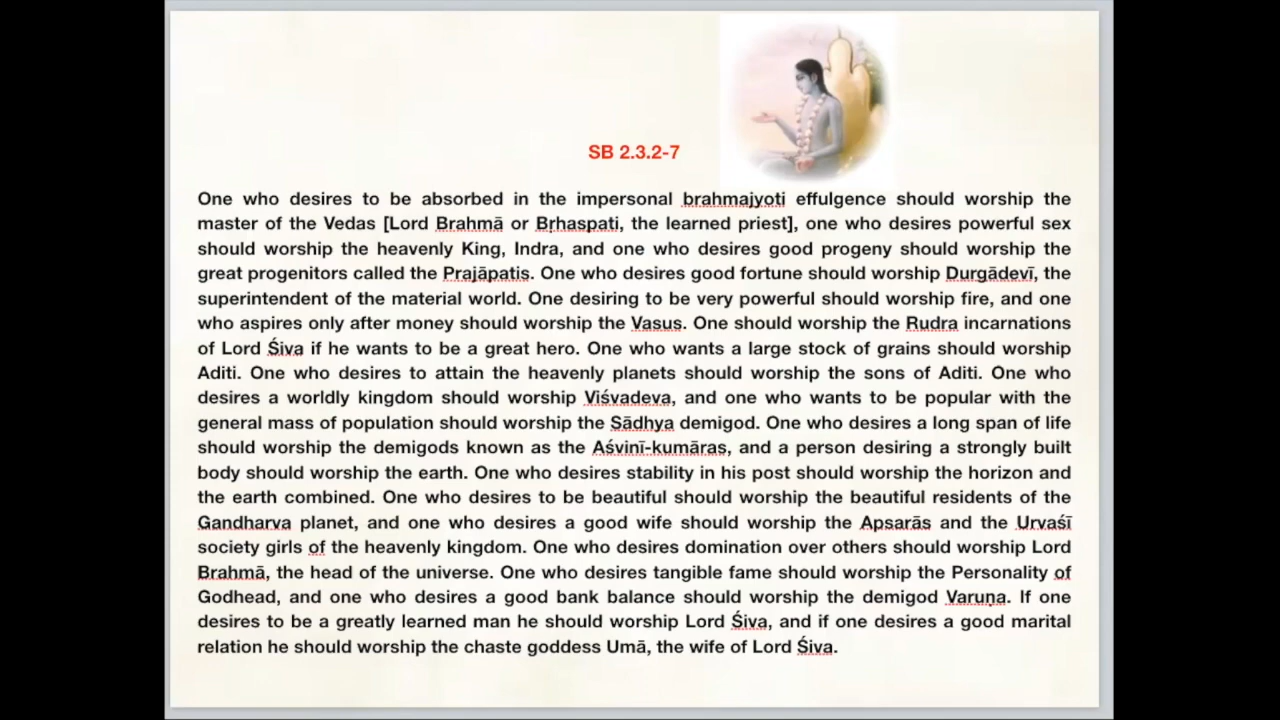 SB 2.3.2-7
One who desires to be absorbed in the impersonal brahmajyoti effulgence should worship the
master of the Vedas [Lord Brahmā or Bṛhaspati, the learned priest], one who desires powerful sex
should worship the heavenly King, Indra, and one who desires good progeny should worship the
great progenitors called the Prajāpatis. One who desires good fortune should worship Durgādevī, the
superintendent of the material world. One desiring to be very powerful should worship fire, and one
who aspires only after money should worship the Vasus. One should worship the Rudra incarnations
of Lord Śiva if he wants to be a great hero. One who wants a large stock of grains should worship
Aditi. One who desires to attain the heavenly planets should worship the sons of Aditi. One who
desires a worldly kingdom should worship Viśvadeva, and one who wants to be popular with the
general mass of population should worship the Sādhya demigod. One who desires a long span of life
should worship the demigods known as the Aśvinī-kumāras, and a person desiring a strongly built
body should worship the earth. One who desires stability in his post should worship the horizon and
the earth combined. One who desires to be beautiful should worship the beautiful residents of the
Gandharva planet, and one who desires a good wife should worship the Apsarās and the Urvaśī
society girls of the heavenly kingdom. One who desires domination over others should worship Lord
Brahmā, the head of the universe. One who desires tangible fame should worship the Personality of
Godhead, and one who desires a good bank balance should worship the demigod Varuṇa. If one
desires to be a greatly learned man he should worship Lord Śiva, and if one desires a good marital
relation he should worship the chaste goddess Umā, the wife of Lord Śiva.